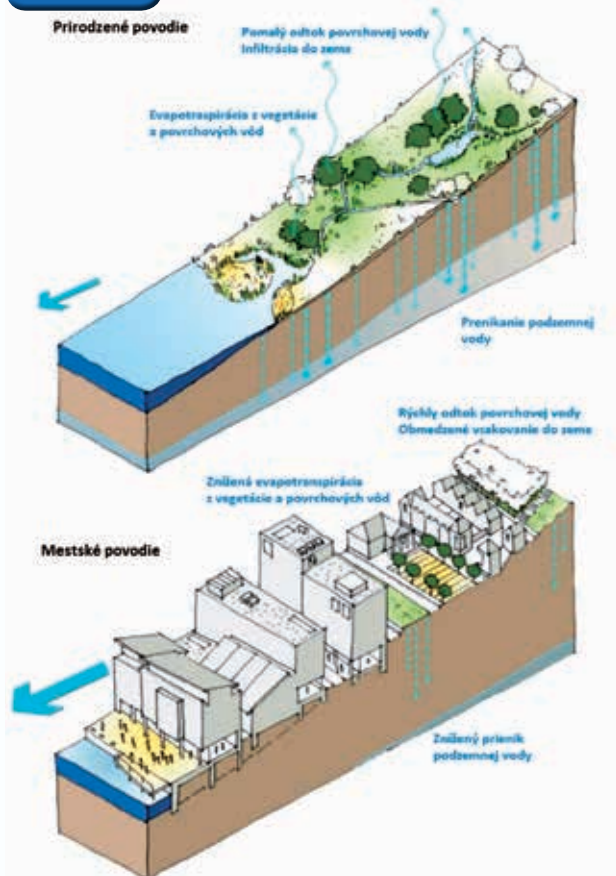 Prirodzené povodie
Pomalý odtok povrchovej vody
Infiltrácia do zeme
Evapotraspirácia z vegetácie
a povrchových vôd
Prenikanie podzemnej
vody
Rýchly odtok povrchovej vody
Obmedzené vsakovanie do zeme
Znížená evapotranspirácia
z vegetácie a povrchových vôd
Mestské povodie
Znížený prienik
podzemnej vody